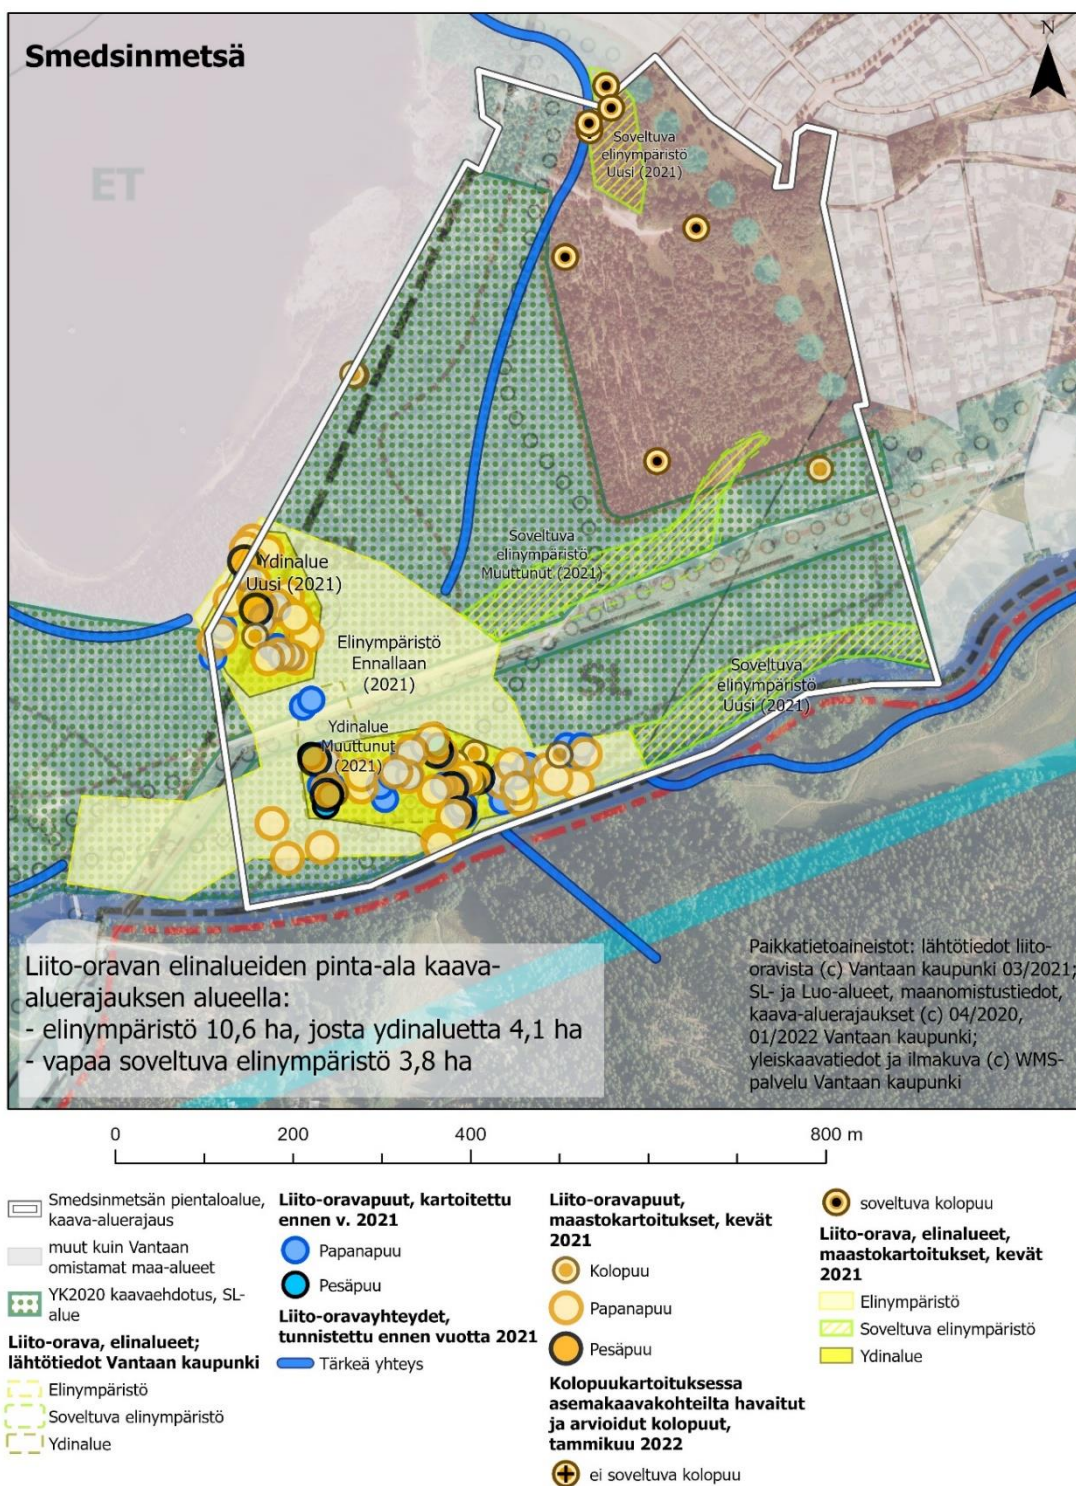 Smedsinmetsä
N
ET
Soveltuva
elinympäristö
Uusi (2021)
Soveltuva
elinympäristö
Muuttunut (2021)
Ydinalue
Uusi (2021)
Elinympäristö
Ennallaan
(2021)
SL
Soveltuva
elinympäristö
Uusi (2021)
Ydinalue
Muuttunut
(2021)
Liito-oravan elinalueiden pinta-ala kaava-
aluerajauksen alueella:
- elinympäristö 10,6 ha, josta ydinaluetta 4,1 ha
- vapaa soveltuva elinympäristö 3,8 ha
Paikkatietoaineistot: lähtötiedot liito-
oravista (c) Vantaan kaupunki 03/2021;
SL- ja Luo-alueet, maanomistustiedot,
kaava-aluerajaukset (c) 04/2020,
01/2022 Vantaan kaupunki;
yleiskaavatiedot ja ilmakuva (c) WMS-
palvelu Vantaan kaupunki
0 200 400 800 m
Smedsinmetsän pientaloalue,
kaava-aluerajaus
muut kuin Vantaan
omistamat maa-alueet
YK2020 kaavaehdotus, SL-
alue
Liito-orava, elinalueet;
lähtötiedot Vantaan kaupunki
Elinympäristö
Soveltuva elinympäristö
Ydinalue
Liito-oravapuut, kartoitettu
ennen v. 2021
Papanapuu
Pesäpuu
Liito-oravayhteydet,
tunnistettu ennen vuotta 2021
Tärkeä yhteys
Liito-oravapuut,
maastokartoitukset, kevät
2021
Kolopuu
Papanapuu
Pesäpuu
Kolopuukartoituksessa
asemakaavakohteilta havaitut
ja arvioidut kolopuut,
tammikuu 2022
ei soveltuva kolopuu
soveltuva kolopuu
Liito-orava, elinalueet,
maastokartoitukset, kevät
2021
Elinympäristö
Soveltuva elinympäristö
Ydinalue